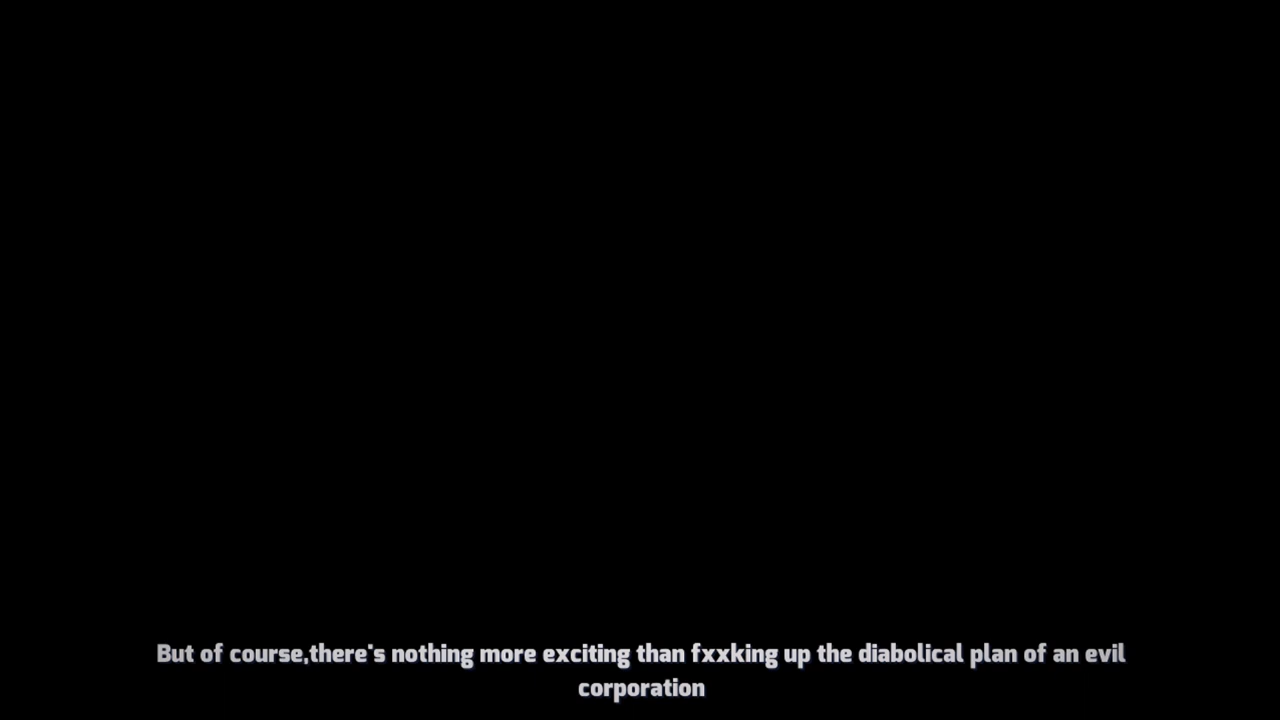 But of course,there's nothing more exciting than fxxking up the diabolical plan of an evil
corporation